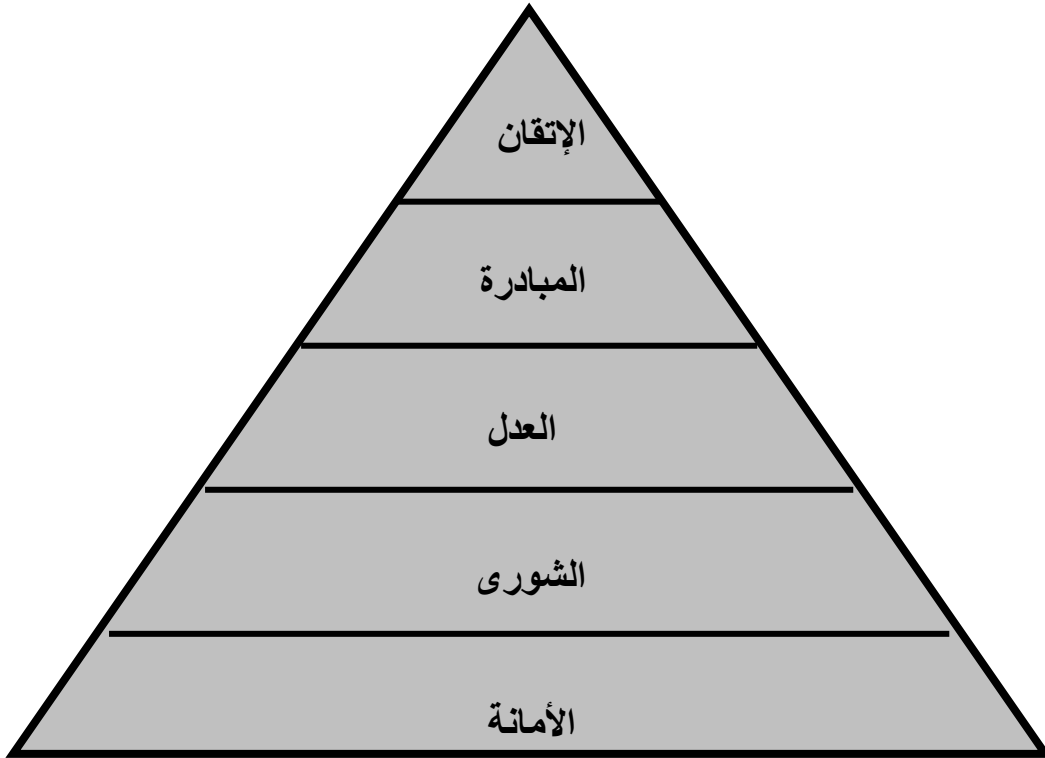 الإتقان
المبادرة
العدل
الشورى
الأمانة